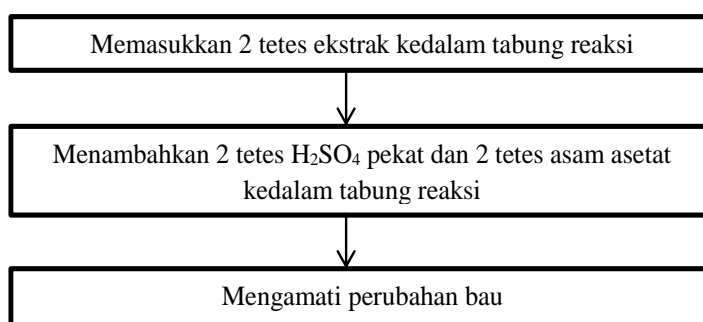 Memasukkan 2 tetes ekstrak kedalam tabung reaksi
Menambahkan 2 tetes H₂SO₄ pekat dan 2 tetes asam asetat
kedalam tabung reaksi
Mengamati perubahan bau